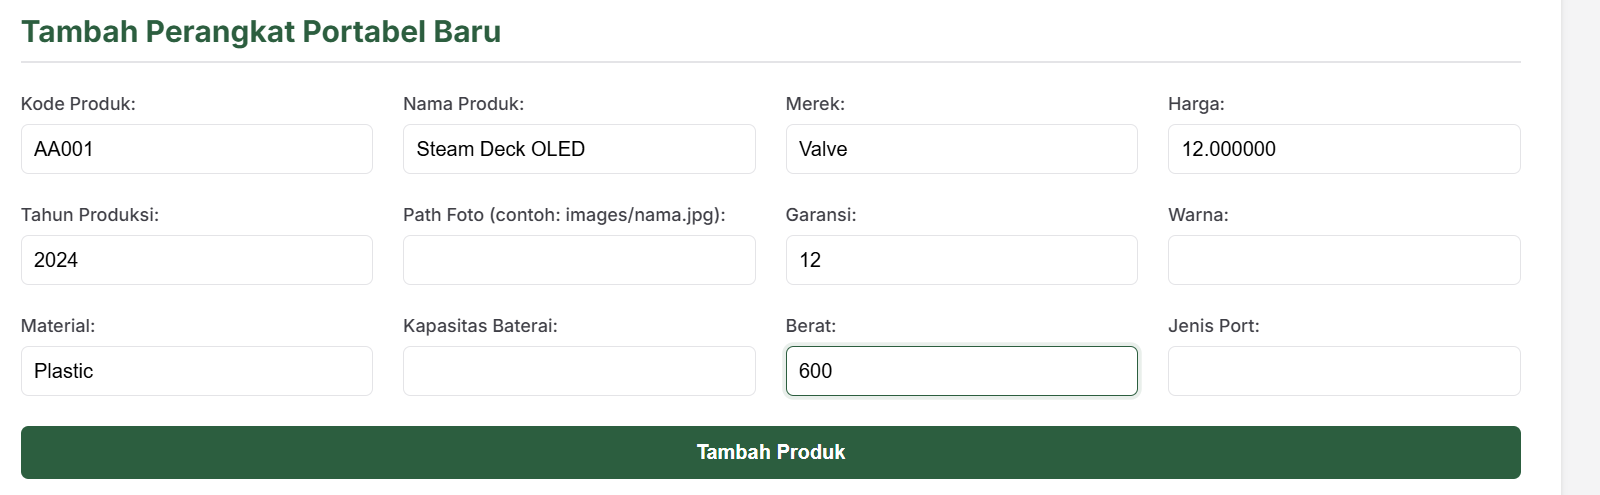 Tambah Perangkat Portabel Baru
Kode Produk: Nama Produk: Merek: Harga:
AA001 Steam Deck OLED Valve 12.000000
Tahun Produksi: Path Foto (contoh: images/nama.jpg): Garansi: Warna:
2024 12
Material: Kapasitas Baterai: Berat: Jenis Port:
Plastic 600
Tambah Produk